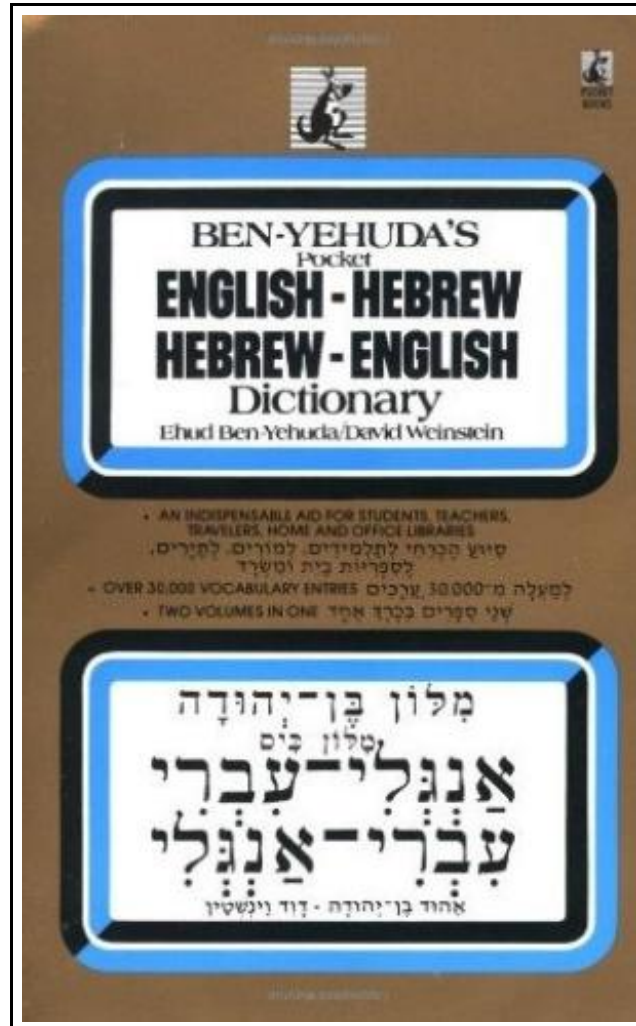 POCKET
BOOKS
BEN-YEHUDA'S
Pocket
ENGLISH - HEBREW
HEBREW - ENGLISH
Dictionary
Ehud Ben-Yehuda/David Weinstein
• AN INDISPENSABLE AID FOR STUDENTS, TEACHERS,
TRAVELERS, HOME AND OFFICE LIBRARIES
סִיּוּעַ הֶכְרֵחִי לְתַלְמִידִים, לְמוֹרִים, לְתַיָּרִים,
לְסִפְרִיּוֹת בַּיִת וּמִשְׂרָד
• OVER 30,000 VOCABULARY ENTRIES לְמַעְלָה מ־30,000 עֲרָכִים
• TWO VOLUMES IN ONE שְׁנֵי סְפָרִים בְּכֶרֶךְ אֶחָד
מִלּוֹן בֶּן־יְהוּדָה
מִלּוֹן כִּיס
אַנְגְּלִי־עִבְרִי
עִבְרִי־אַנְגְּלִי
אֵהוּד בֶּן־יְהוּדָה - דָּוִד וַיְנְשְׁטֵיְן